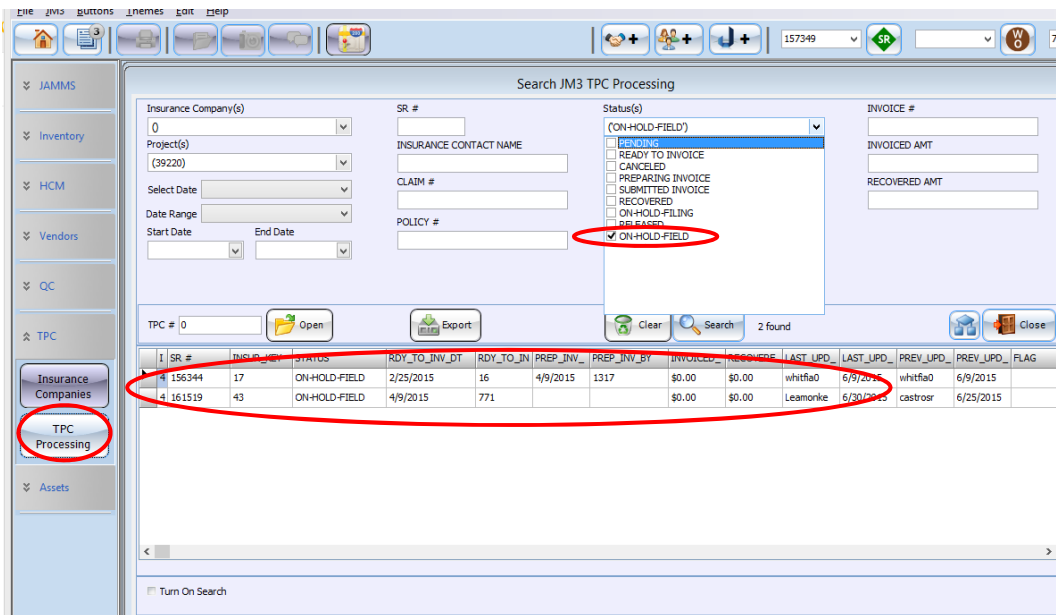 File JM3 Buttons Themes Edit Help
3
+ + + 157349 SR WO 7
JAMMS
Inventory
HCM
Vendors
QC
TPC
Insurance Companies
TPC Processing
Assets
Search JM3 TPC Processing
Insurance Company(s)
()
Project(s)
(39220)
Select Date
Date Range
Start Date End Date
SR #
INSURANCE CONTACT NAME
CLAIM #
POLICY #
Status(s)
('ON-HOLD-FIELD')
PENDING
READY TO INVOICE
CANCELED
PREPARING INVOICE
SUBMITTED INVOICE
RECOVERED
ON-HOLD-FILING
RELEASED
ON-HOLD-FIELD
INVOICE #
INVOICED AMT
RECOVERED AMT
TPC # 0 Open Export Clear Search 2 found Close
I SR # INSUR_KEY STATUS RDY_TO_INV_DT RDY_TO_IN PREP_INV_ PREP_INV_BY INVOICED_ RECOVERE LAST_UPD_ LAST_UPD_ PREV_UPD_ PREV_UPD_ FLAG
4 156344 17 ON-HOLD-FIELD 2/25/2015 16 4/9/2015 1317 $0.00 $0.00 whitfia0 6/9/2015 whitfia0 6/9/2015
4 161519 43 ON-HOLD-FIELD 4/9/2015 771 $0.00 $0.00 Leamonke 6/30/2015 castrosr 6/25/2015
Turn On Search